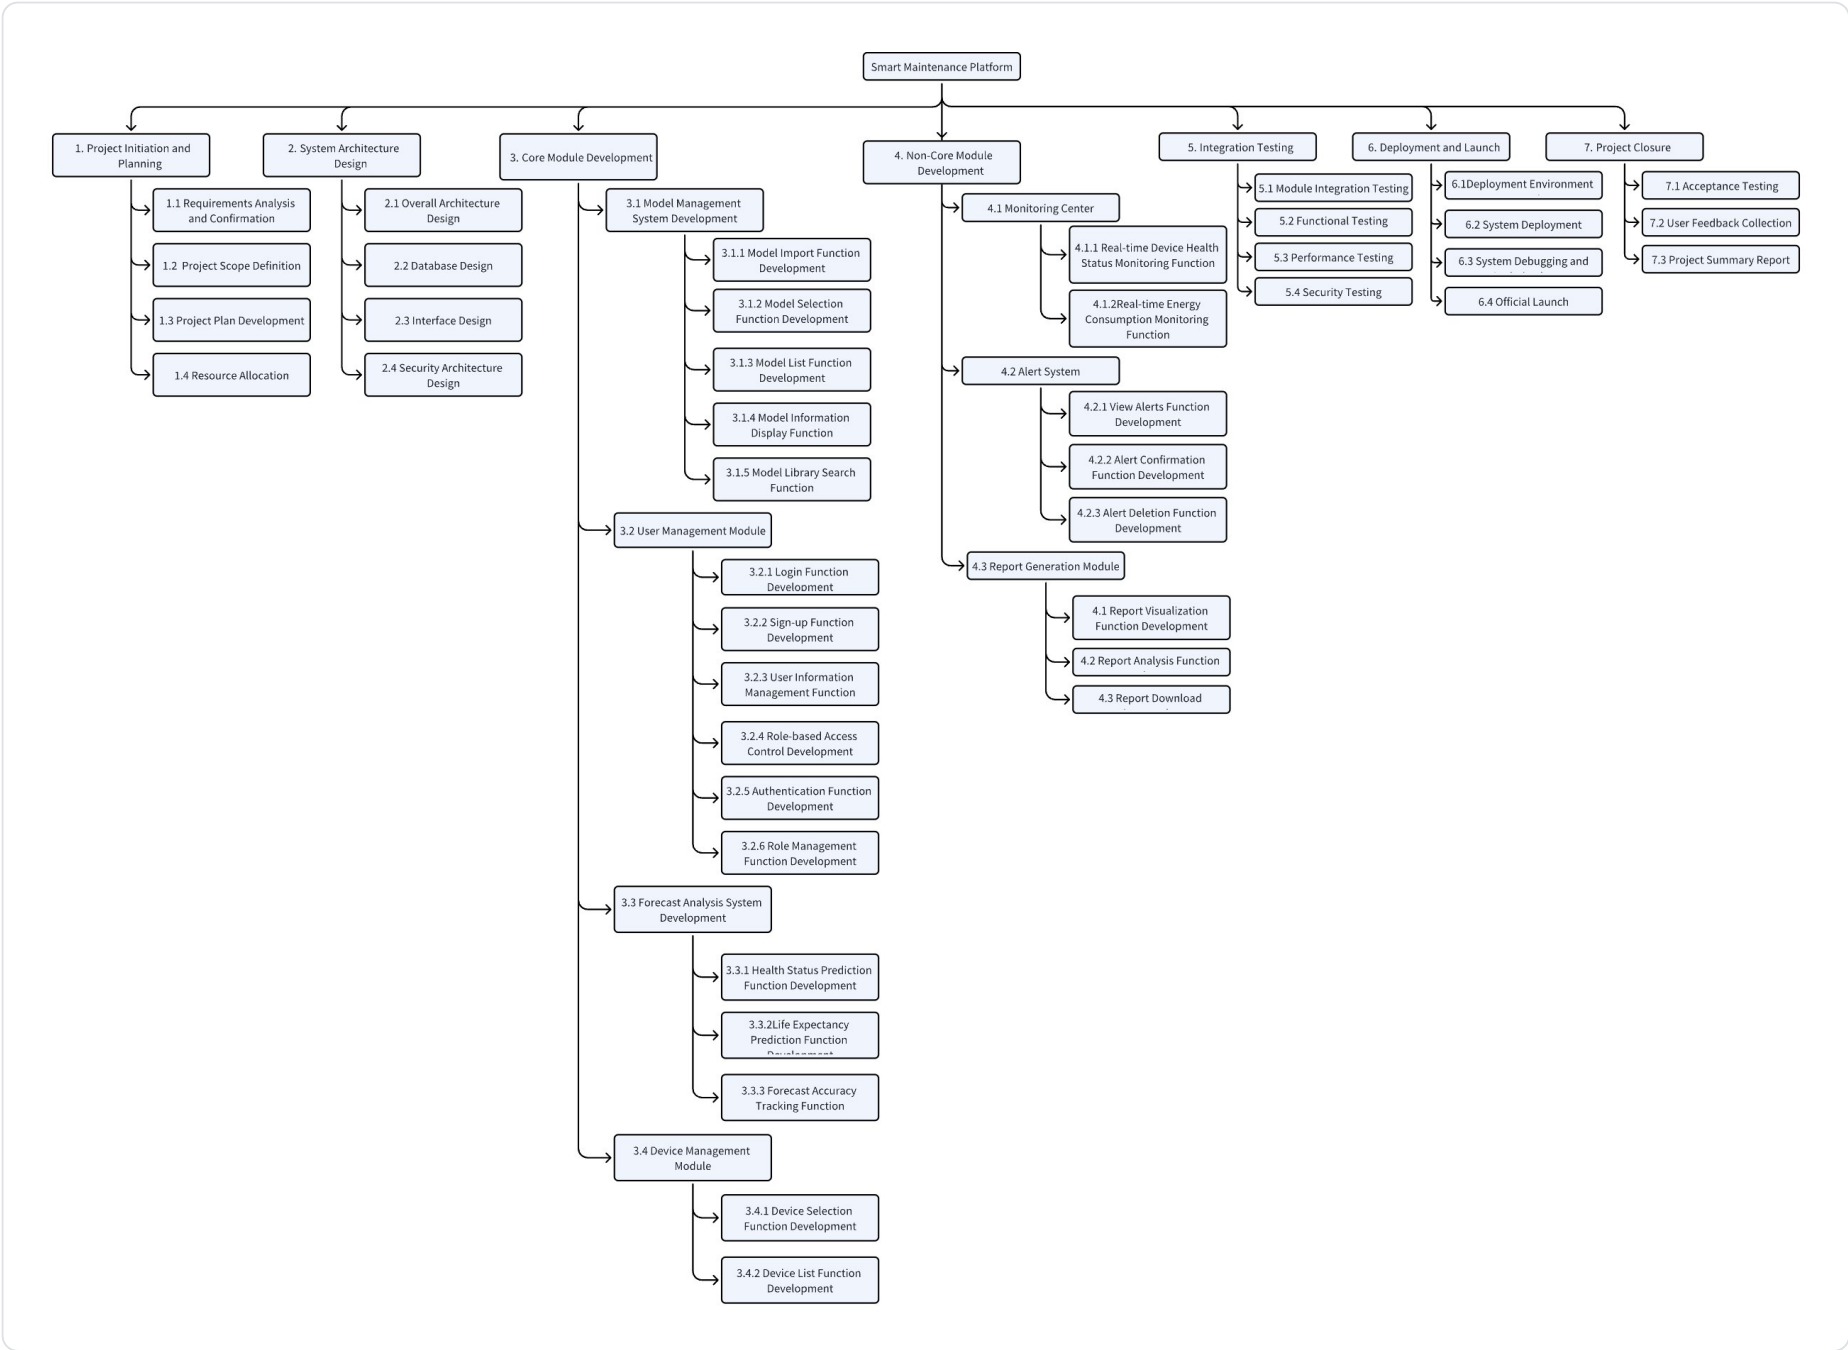 Smart Maintenance Platform
1. Project Initiation and
Planning
1.1 Requirements Analysis
and Confirmation
1.2 Project Scope Definition
1.3 Project Plan Development
1.4 Resource Allocation
2. System Architecture
Design
2.1 Overall Architecture
Design
2.2 Database Design
2.3 Interface Design
2.4 Security Architecture
Design
3. Core Module Development
3.1 Model Management
System Development
3.1.1 Model Import Function
Development
3.1.2 Model Selection
Function Development
3.1.3 Model List Function
Development
3.1.4 Model Information
Display Function
3.1.5 Model Library Search
Function
3.2 User Management Module
3.2.1 Login Function
Development
3.2.2 Sign-up Function
Development
3.2.3 User Information
Management Function
3.2.4 Role-based Access
Control Development
3.2.5 Authentication Function
Development
3.2.6 Role Management
Function Development
3.3 Forecast Analysis System
Development
3.3.1 Health Status Prediction
Function Development
3.3.2Life Expectancy
Prediction Function
3.3.3 Forecast Accuracy
Tracking Function
3.4 Device Management
Module
3.4.1 Device Selection
Function Development
3.4.2 Device List Function
Development
4. Non-Core Module
Development
4.1 Monitoring Center
4.1.1 Real-time Device Health
Status Monitoring Function
4.1.2Real-time Energy
Consumption Monitoring
Function
4.2 Alert System
4.2.1 View Alerts Function
Development
4.2.2 Alert Confirmation
Function Development
4.2.3 Alert Deletion Function
Development
4.3 Report Generation Module
4.1 Report Visualization
Function Development
4.2 Report Analysis Function
4.3 Report Download
5. Integration Testing
5.1 Module Integration Testing
5.2 Functional Testing
5.3 Performance Testing
5.4 Security Testing
6. Deployment and Launch
6.1Deployment Environment
6.2 System Deployment
6.3 System Debugging and
6.4 Official Launch
7. Project Closure
7.1 Acceptance Testing
7.2 User Feedback Collection
7.3 Project Summary Report